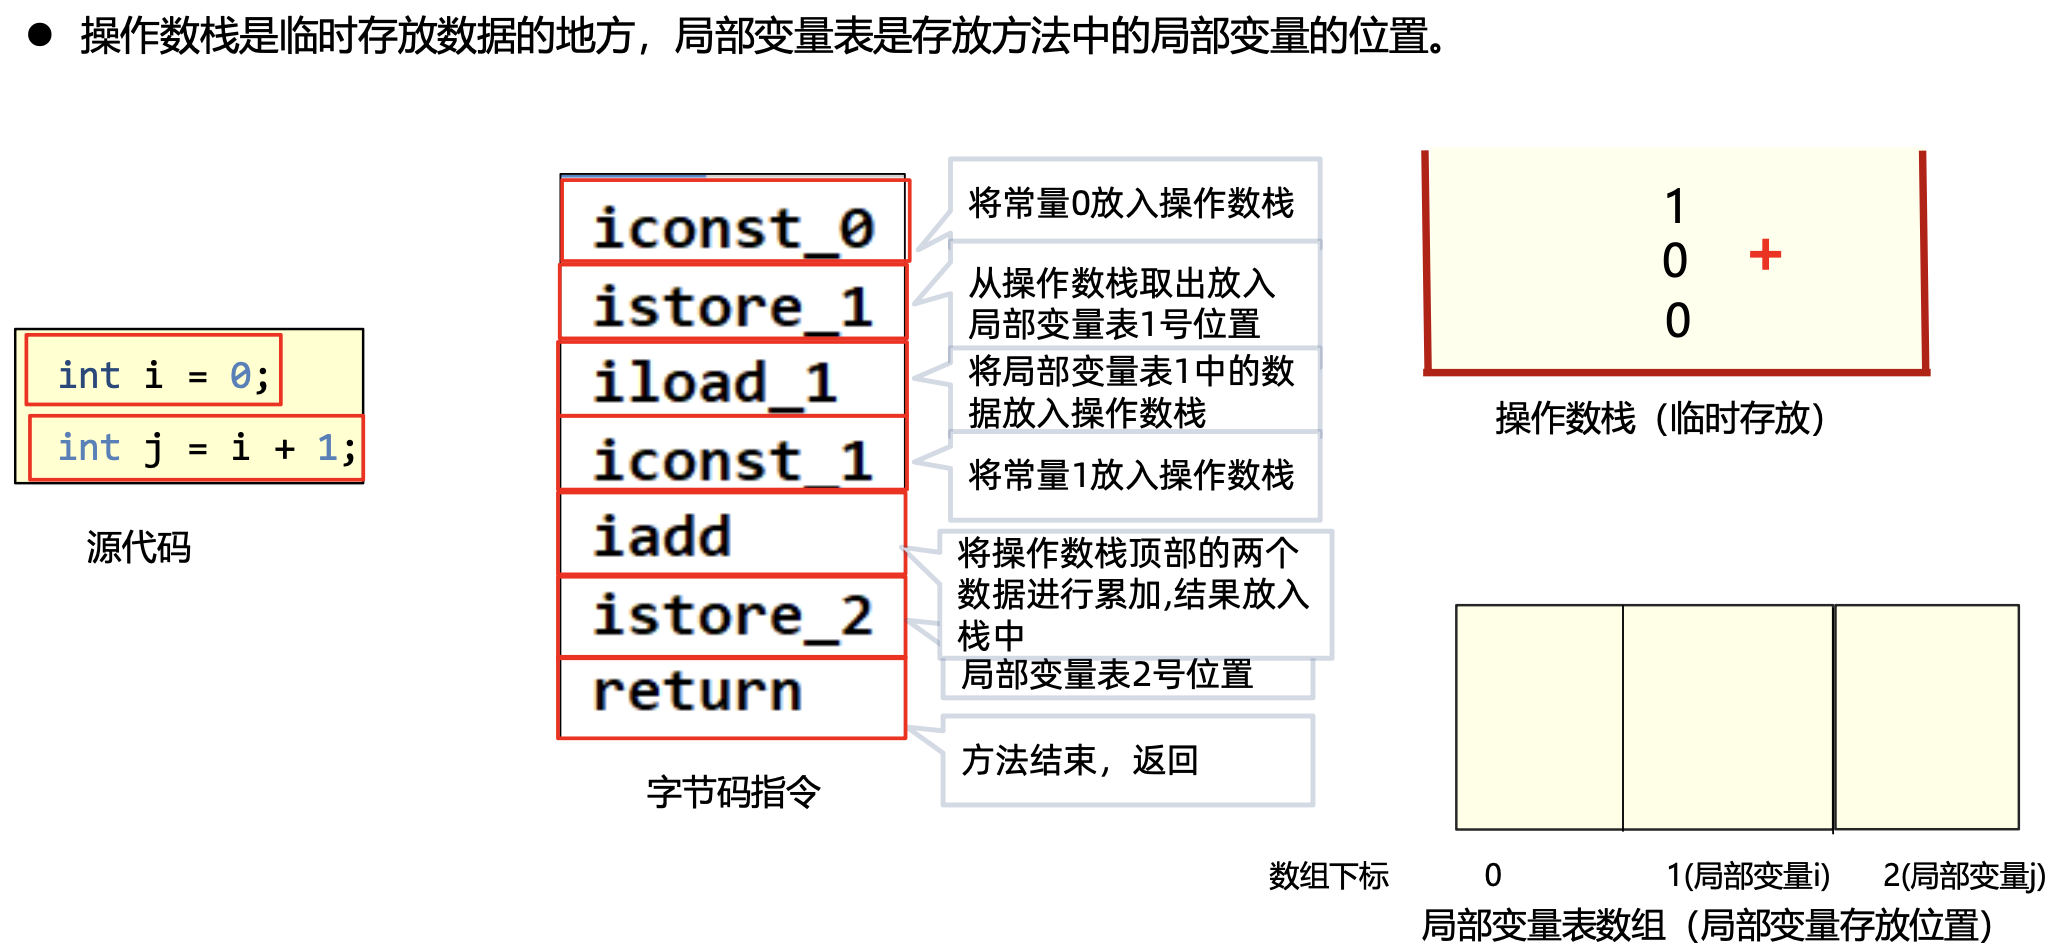 ● 操作数栈是临时存放数据的地方，局部变量表是存放方法中的局部变量的位置。
int i = 0;
int j = i + 1;
源代码
iconst_0
istore_1
iload_1
iconst_1
iadd
istore_2
return
字节码指令
将常量0放入操作数栈
从操作数栈取出放入
局部变量表1号位置
将局部变量表1中的数
据放入操作数栈
将常量1放入操作数栈
将操作数栈顶部的两个
数据进行累加,结果放入
栈中
局部变量表2号位置
方法结束，返回
1
0 +
0
操作数栈（临时存放）
数组下标 0 1(局部变量i) 2(局部变量j)
局部变量表数组（局部变量存放位置）